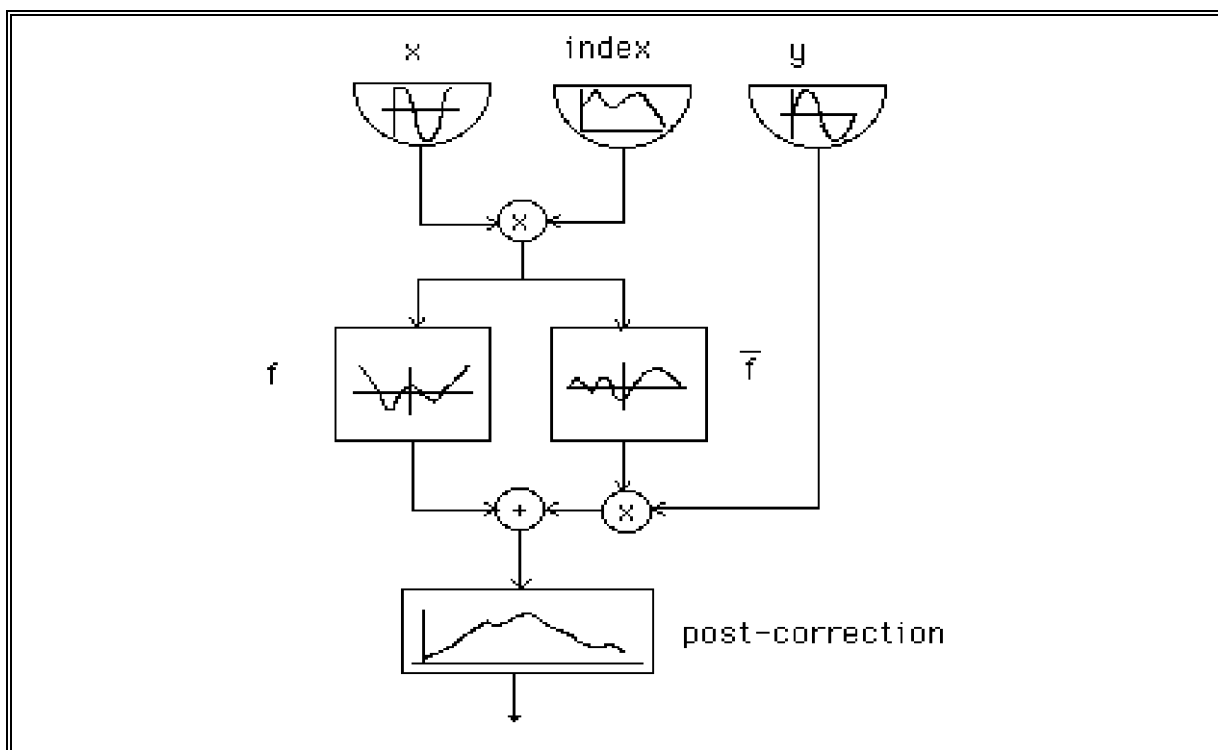 x index y
x
f f̅
+ x
post-correction